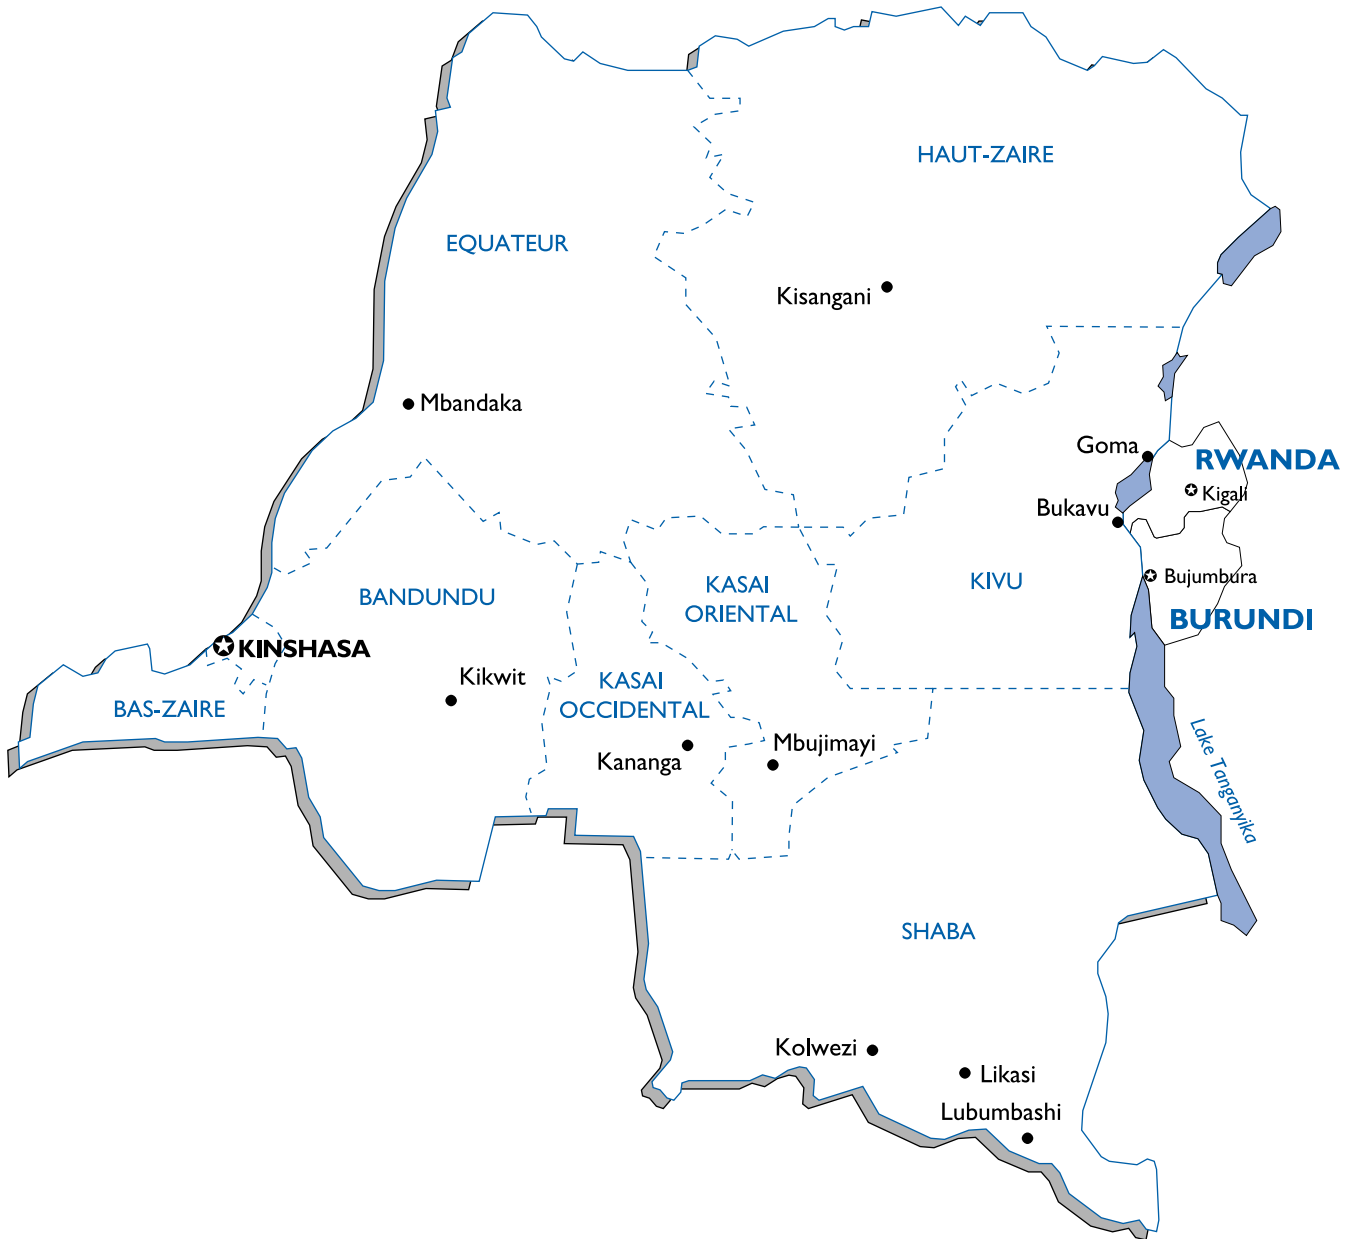 HAUT-ZAIRE
EQUATEUR
Kisangani
Mbandaka
Goma
RWANDA
Kigali
Bukavu
KASAI
ORIENTAL
KIVU
Bujumbura
BANDUNDU
BURUNDI
KINSHASA
Kikwit
KASAI
OCCIDENTAL
BAS-ZAIRE
Mbujimayi
Kananga
Lake Tanganyika
SHABA
Kolwezi
Likasi
Lubumbashi